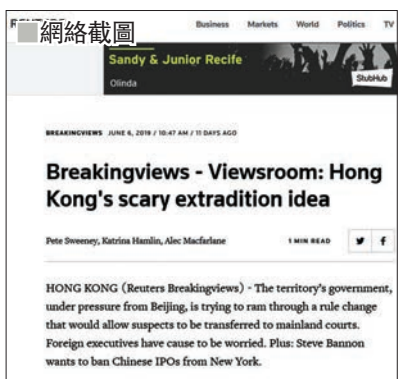 ■網絡截圖
Business Markets World Politics TV
Sandy & Junior Recife
Olinda
StubHub
BREAKINGVIEWS JUNE 6, 2019 / 10:47 AM / 11 DAYS AGO
Breakingviews - Viewsroom: Hong
Kong's scary extradition idea
Pete Sweeney, Katrina Hamlin, Alec Macfarlane
1 MIN READ
HONG KONG (Reuters Breakingviews) - The territory's government,
under pressure from Beijing, is trying to ram through a rule change
that would allow suspects to be transferred to mainland courts.
Foreign executives have cause to be worried. Plus: Steve Bannon
wants to ban Chinese IPOs from New York.